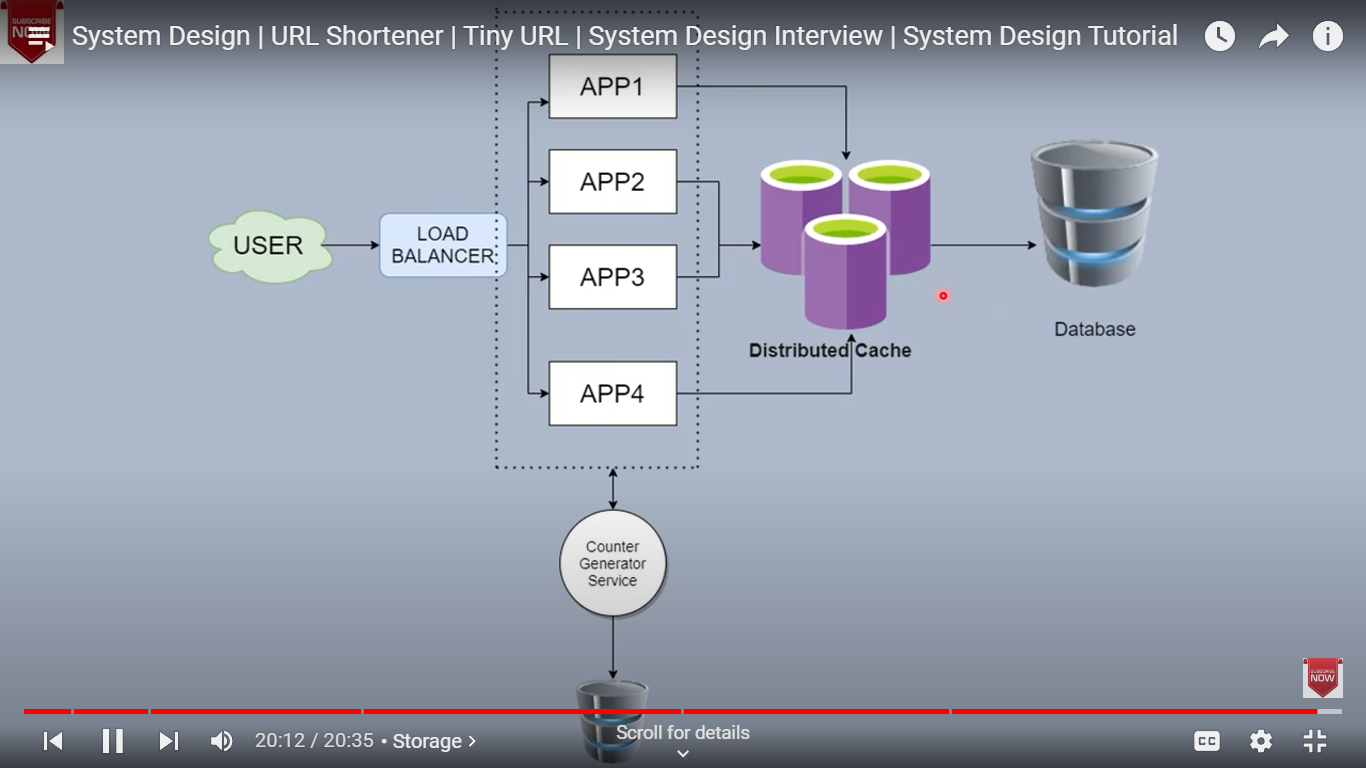 SUBSCRIBE
NOW
System Design | URL Shortener | Tiny URL | System Design Interview | System Design Tutorial
APP1
APP2
USER
LOAD
BALANCER
APP3
Distributed Cache
Database
APP4
Counter
Generator
Service
SUBSCRIBE
NOW
Scroll for details
20:12 / 20:35 • Storage >
CC